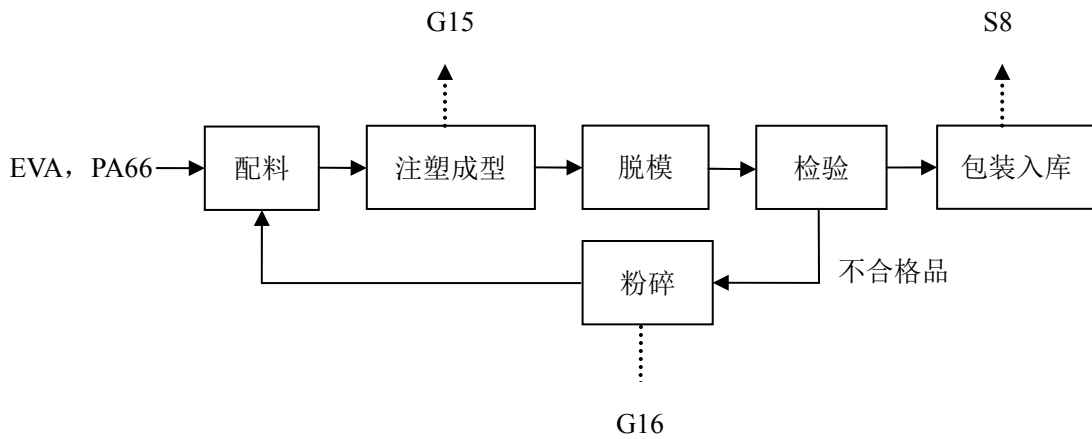 G15
S8
EVA，PA66
配料
注塑成型
脱模
检验
包装入库
粉碎
不合格品
G16